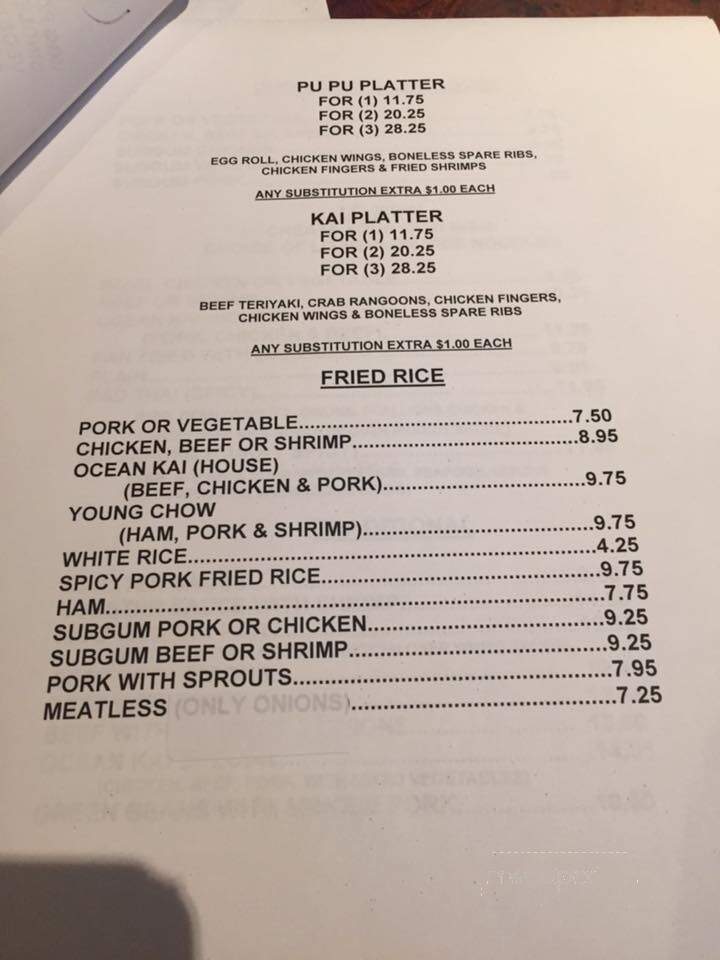 PU PU PLATTER
FOR (1) 11.75
FOR (2) 20.25
FOR (3) 28.25
EGG ROLL, CHICKEN WINGS, BONELESS SPARE RIBS,
CHICKEN FINGERS & FRIED SHRIMPS
ANY SUBSTITUTION EXTRA $1.00 EACH
KAI PLATTER
FOR (1) 11.75
FOR (2) 20.25
FOR (3) 28.25
BEEF TERIYAKI, CRAB RANGOONS, CHICKEN FINGERS,
CHICKEN WINGS & BONELESS SPARE RIBS
ANY SUBSTITUTION EXTRA $1.00 EACH
FRIED RICE
PORK OR VEGETABLE..............................................7.50
CHICKEN, BEEF OR SHRIMP......................................8.95
OCEAN KAI (HOUSE)
(BEEF, CHICKEN & PORK)..................................9.75
YOUNG CHOW
(HAM, PORK & SHRIMP)......................................9.75
WHITE RICE....................................................................4.25
SPICY PORK FRIED RICE..............................................9.75
HAM.................................................................................7.75
SUBGUM PORK OR CHICKEN.......................................9.25
SUBGUM BEEF OR SHRIMP..........................................9.25
PORK WITH SPROUTS....................................................7.95
MEATLESS (ONLY ONIONS)...........................................7.25